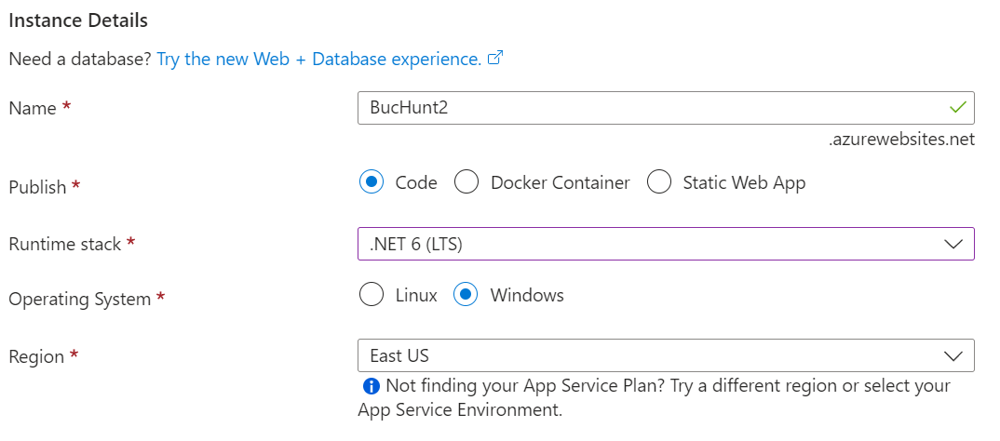 Instance Details
Need a database? Try the new Web + Database experience.
Name *
BucHunt2
.azurewebsites.net
Publish *
Code Docker Container Static Web App
Runtime stack *
.NET 6 (LTS)
Operating System *
Linux Windows
Region *
East US
Not finding your App Service Plan? Try a different region or select your
App Service Environment.